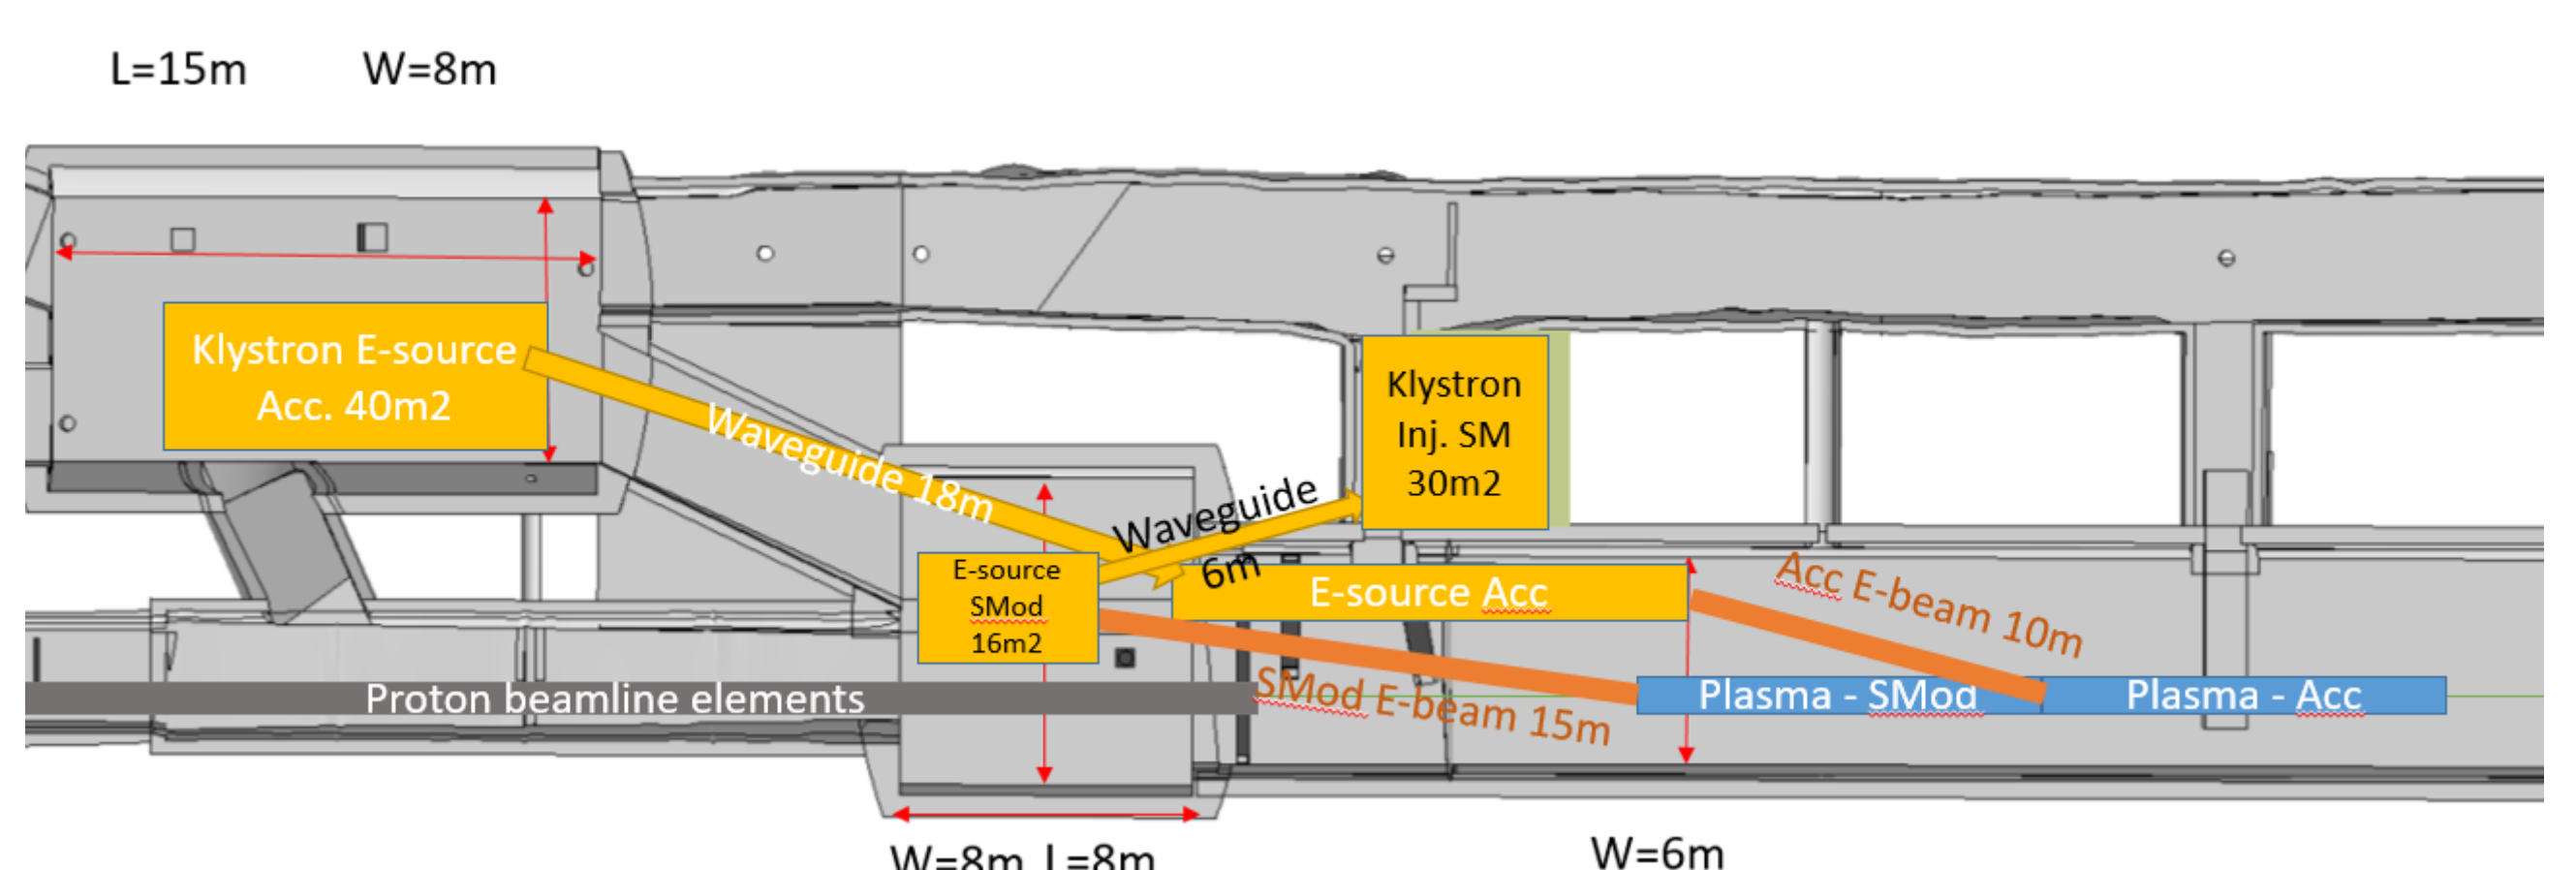 L=15m W=8m
Klystron E-source
Acc. 40m2
Waveguide 18m
Klystron
Inj. SM
30m2
Waveguide
6m
E-source
SMod
16m2
E-source Acc
Acc E-beam 10m
Proton beamline elements
SMod E-beam 15m
Plasma - SMod
Plasma - Acc
W=8m L=8m
W=6m